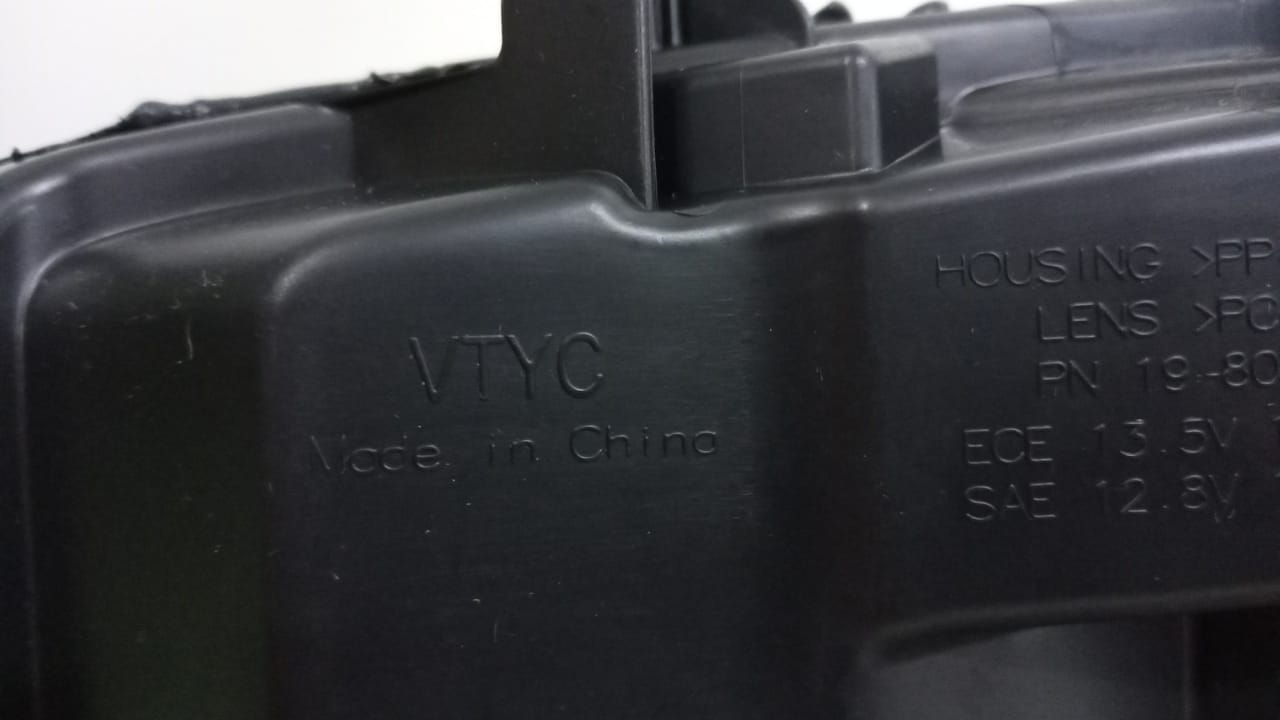 VTYC
Made in China
HOUSING >PP
LENS >PC
PN 19-80
ECE 13.5V
SAE 12.8V